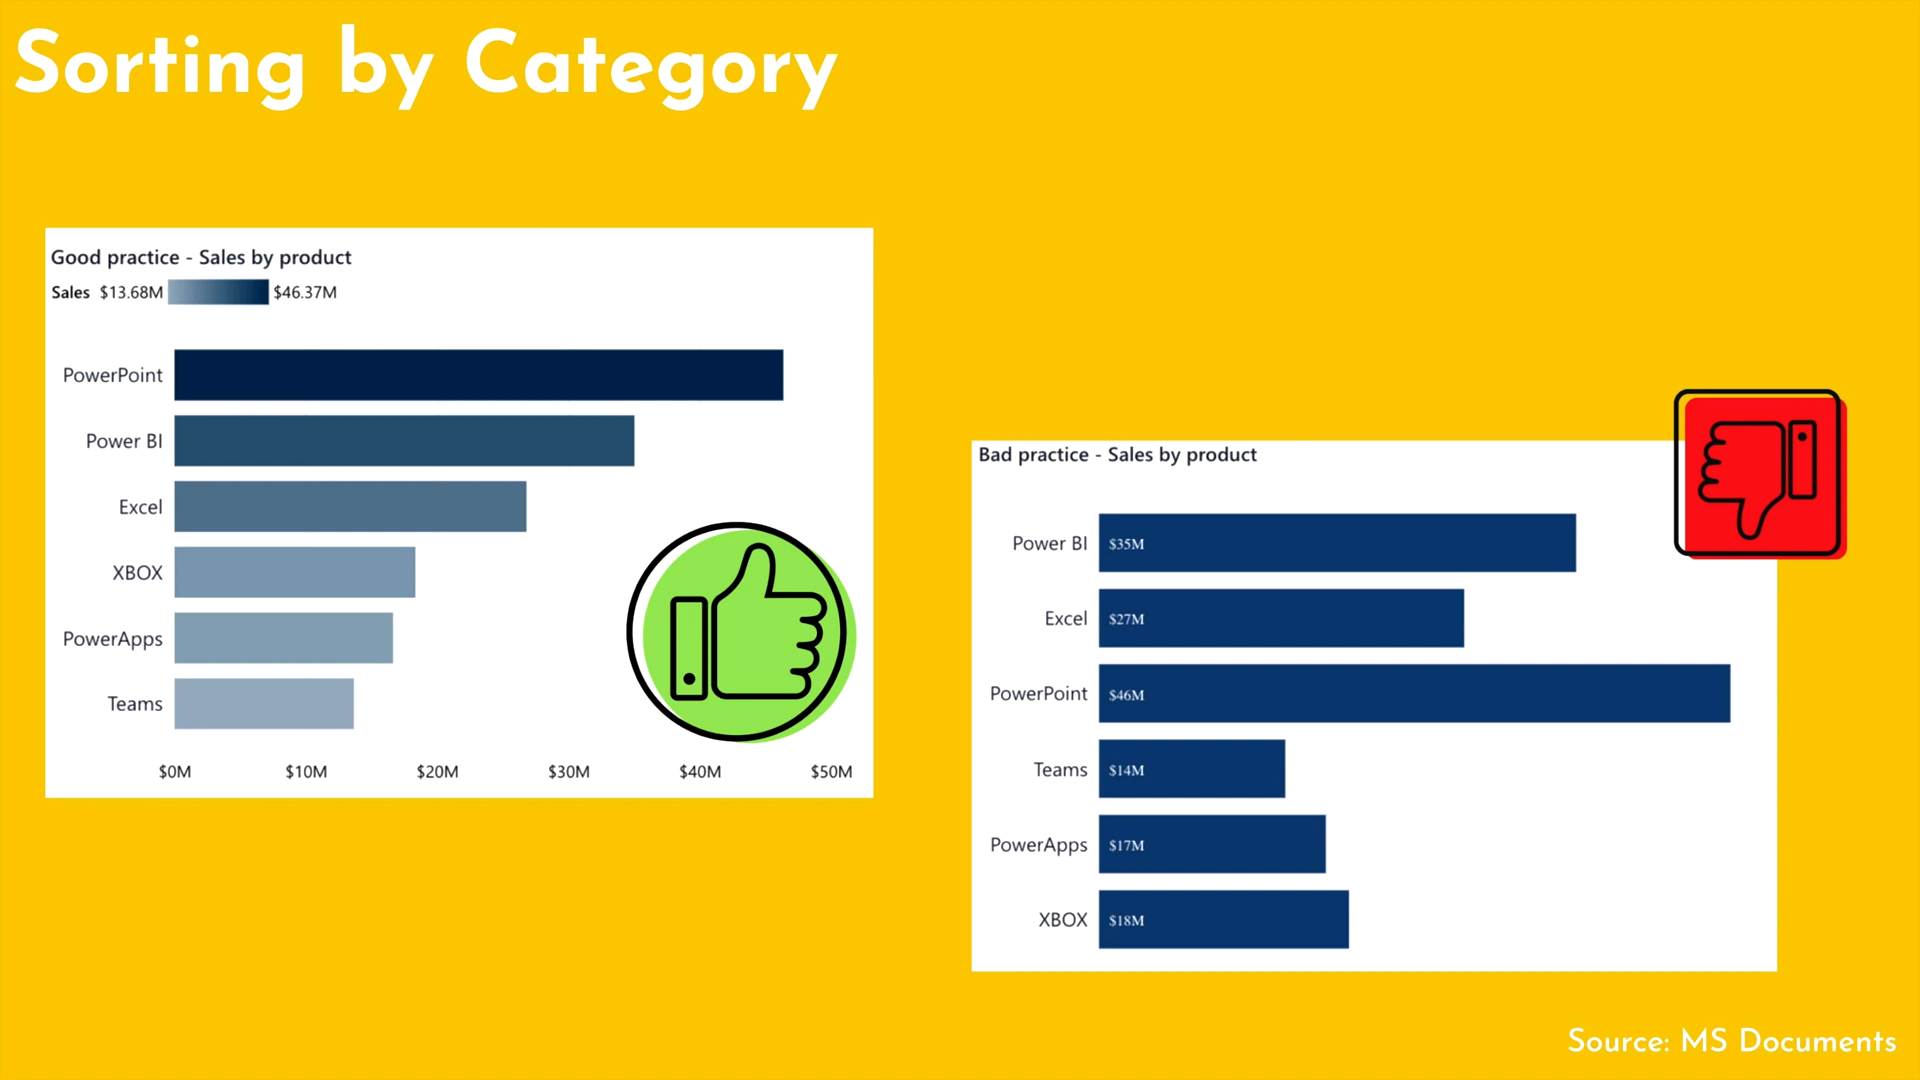 Sorting by Category
Good practice - Sales by product
Sales $13.68M $46.37M
PowerPoint
Power BI
Excel
XBOX
PowerApps
Teams
$0M $10M $20M $30M $40M $50M
Bad practice - Sales by product
Power BI $35M
Excel $27M
PowerPoint $46M
Teams $14M
PowerApps $17M
XBOX $18M
Source: MS Documents